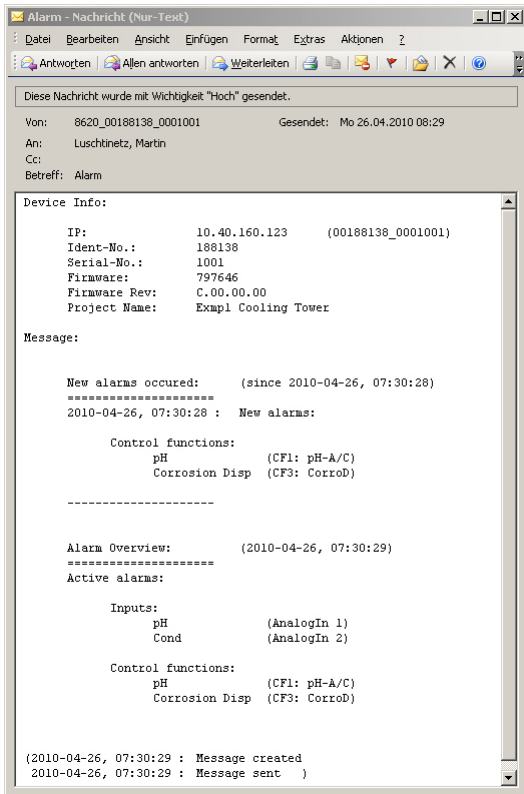 Alarm - Nachricht (Nur-Text)
Datei Bearbeiten Ansicht Einfügen Format Extras Aktionen ?
Antworten Allen antworten Weiterleiten
Diese Nachricht wurde mit Wichtigkeit "Hoch" gesendet.
Von: 8620_00188138_0001001 Gesendet: Mo 26.04.2010 08:29
An: Luschtinetz, Martin
Cc:
Betreff: Alarm
Device Info:
IP: 10.40.160.123 (00188138_0001001)
Ident-No.: 188138
Serial-No.: 1001
Firmware: 797646
Firmware Rev: C.00.00.00
Project Name: Exmpl Cooling Tower
Message:
New alarms occured: (since 2010-04-26, 07:30:28)
=====================
2010-04-26, 07:30:28 : New alarms:
Control functions:
pH (CF1: pH-A/C)
Corrosion Disp (CF3: CorroD)
---------------------
Alarm Overview: (2010-04-26, 07:30:29)
=====================
Active alarms:
Inputs:
pH (AnalogIn 1)
Cond (AnalogIn 2)
Control functions:
pH (CF1: pH-A/C)
Corrosion Disp (CF3: CorroD)
(2010-04-26, 07:30:29 : Message created
2010-04-26, 07:30:29 : Message sent )